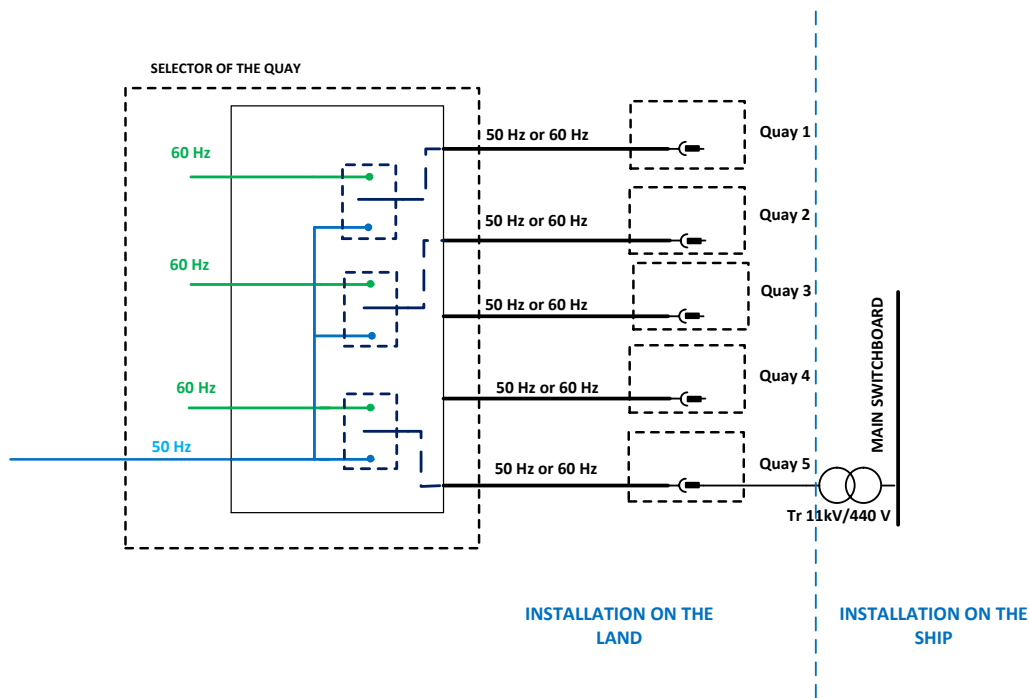 SELECTOR OF THE QUAY
60 Hz
60 Hz
60 Hz
50 Hz
50 Hz or 60 Hz
Quay 1
50 Hz or 60 Hz
Quay 2
50 Hz or 60 Hz
Quay 3
50 Hz or 60 Hz
Quay 4
50 Hz or 60 Hz
Quay 5
MAIN SWITCHBOARD
Tr 11kV/440 V
INSTALLATION ON THE
LAND
INSTALLATION ON THE
SHIP